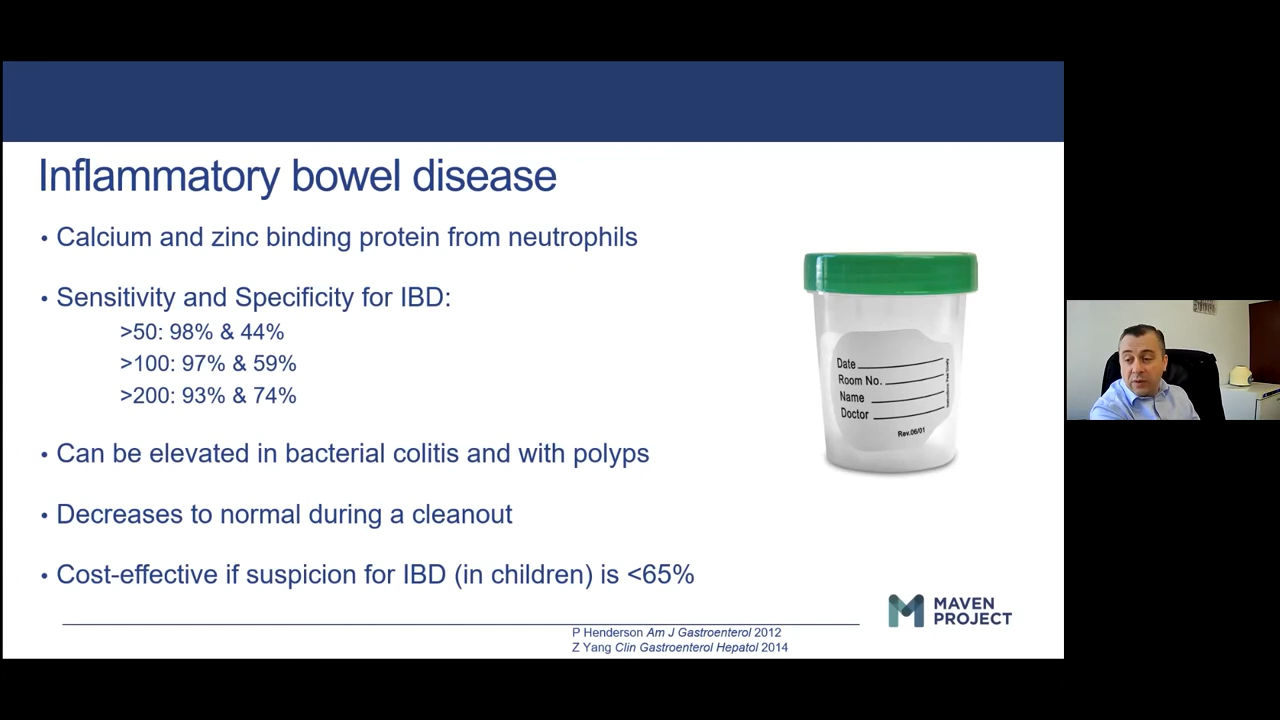 Inflammatory bowel disease
• Calcium and zinc binding protein from neutrophils
• Sensitivity and Specificity for IBD:
>50: 98% & 44%
>100: 97% & 59%
>200: 93% & 74%
• Can be elevated in bacterial colitis and with polyps
• Decreases to normal during a cleanout
• Cost-effective if suspicion for IBD (in children) is <65%
Date
Room No.
Name
Doctor
Rev.06/01
MAVEN
PROJECT
P Henderson Am J Gastroenterol 2012
Z Yang Clin Gastroenterol Hepatol 2014